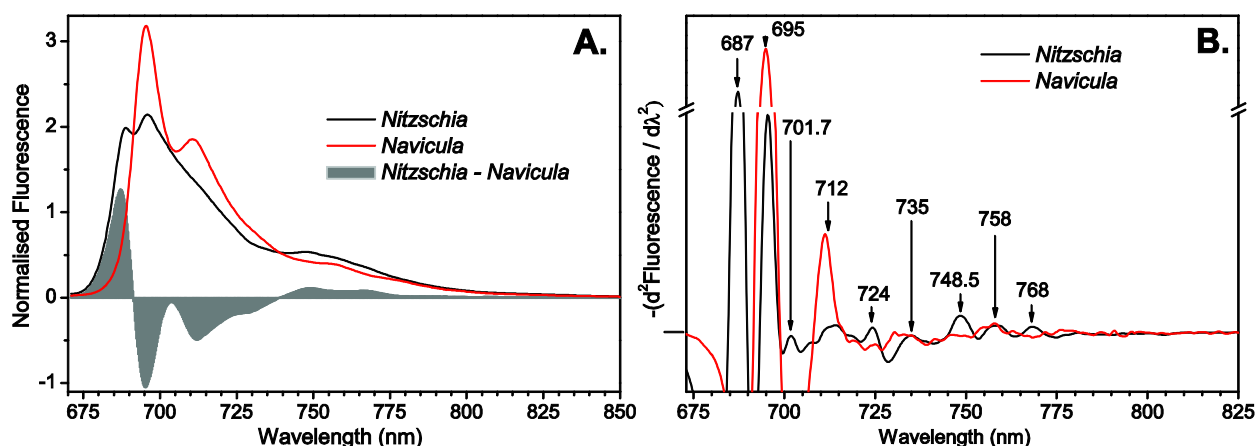 A.
3
2
1
0
-1
Normalised Fluorescence
Nitzschia
Navicula
Nitzschia - Navicula
675 700 725 750 775 800 825 850
Wavelength (nm)
B.
-(d²Fluorescence / dλ²)
687
695
701.7
712
724
735
748.5
758
768
Nitzschia
Navicula
675 700 725 750 775 800 825
Wavelength (nm)